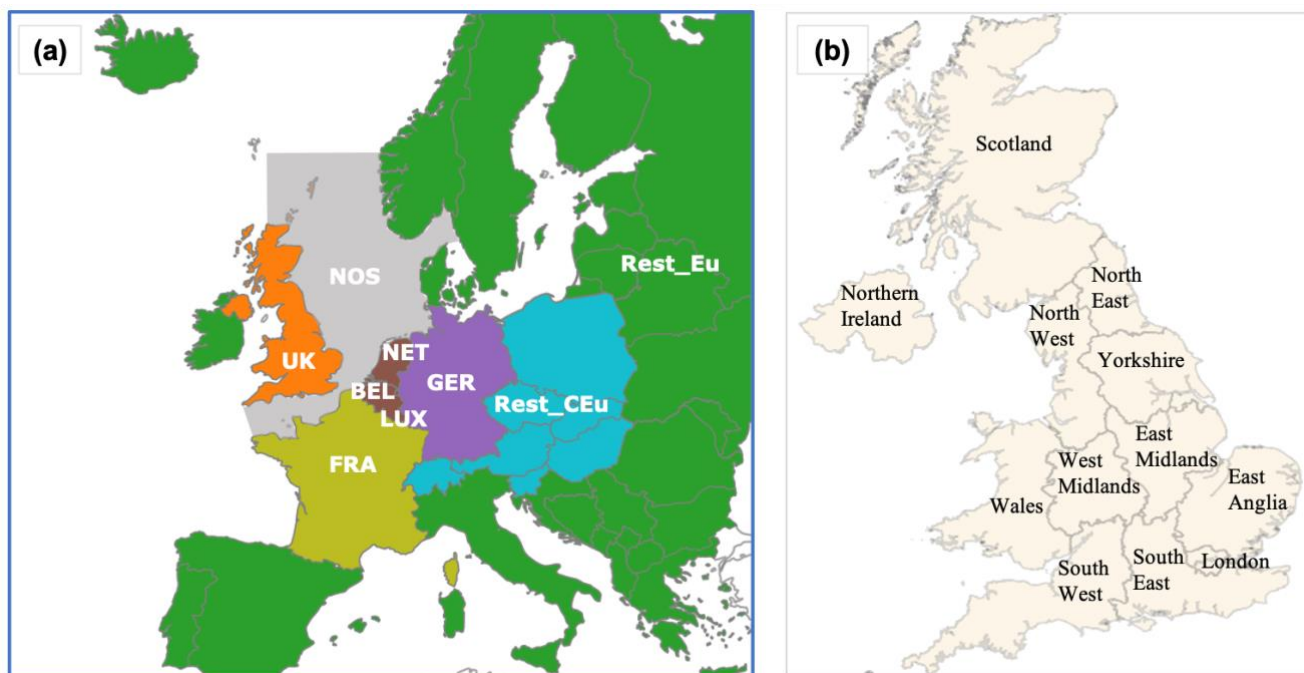 (a)
Rest_Eu
NOS
NET
UK
GER
BEL
Rest_CEu
LUX
FRA
(b)
Scotland
North
East
Northern
Ireland
North
West
Yorkshire
East
Midlands
West
Midlands
East
Anglia
Wales
London
South
East
South
West